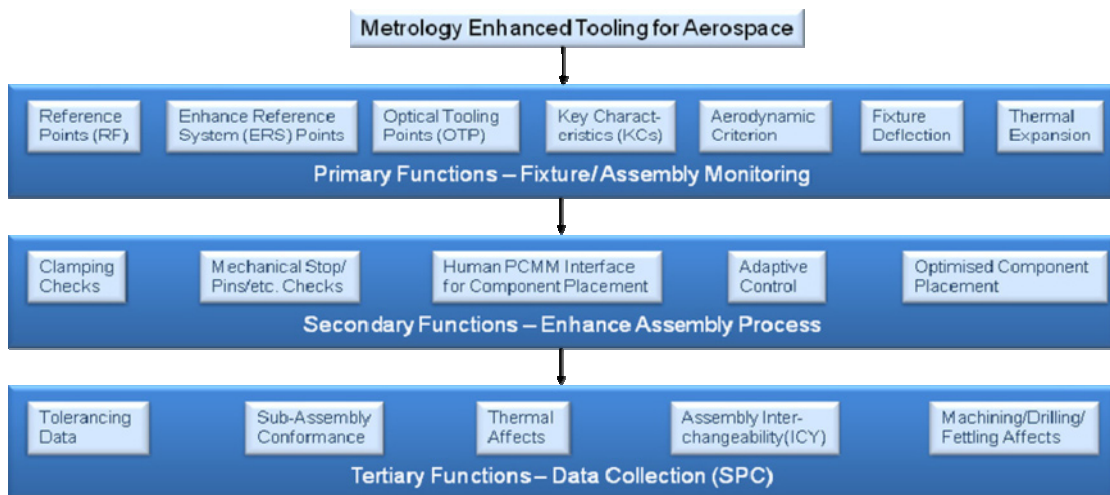 Metrology Enhanced Tooling for Aerospace
Reference
Points (RF)
Enhance Reference
System (ERS) Points
Optical Tooling
Points (OTP)
Key Charact-
eristics (KCs)
Aerodynamic
Criterion
Fixture
Deflection
Thermal
Expansion
Primary Functions – Fixture/Assembly Monitoring
Clamping
Checks
Mechanical Stop/
Pins/etc. Checks
Human PCMM Interface
for Component Placement
Adaptive
Control
Optimised Component
Placement
Secondary Functions – Enhance Assembly Process
Tolerancing
Data
Sub-Assembly
Conformance
Thermal
Affects
Assembly Inter-
changeability(ICY)
Machining/Drilling/
Fettling Affects
Tertiary Functions – Data Collection (SPC)